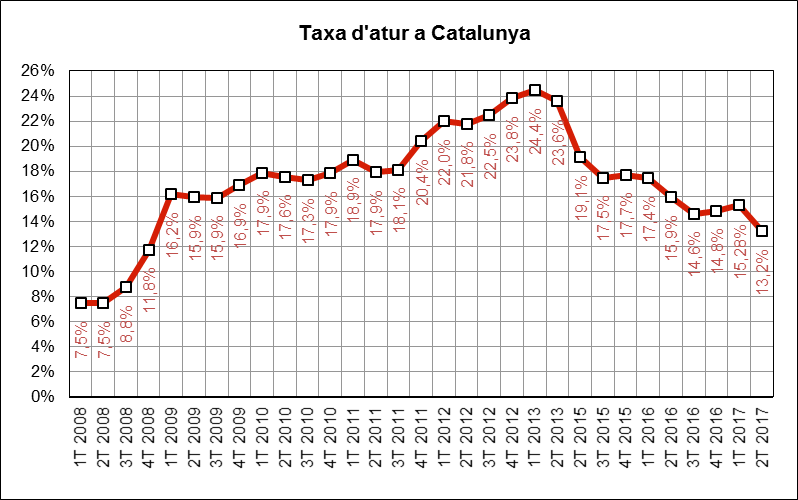 Taxa d'atur a Catalunya
26%
24%
22%
20%
18%
16%
14%
12%
10%
8%
6%
4%
2%
0%
7,5%
7,5%
8,8%
11,8%
16,2%
15,9%
15,9%
16,9%
17,9%
17,6%
17,3%
17,9%
18,9%
17,9%
18,1%
20,4%
22,0%
21,8%
22,5%
23,8%
24,4%
23,6%
19,1%
17,5%
17,7%
17,4%
15,9%
14,6%
14,8%
15,28%
13,2%
1T 2008
2T 2008
3T 2008
4T 2008
1T 2009
2T 2009
3T 2009
4T 2009
1T 2010
2T 2010
3T 2010
4T 2010
1T 2011
2T 2011
3T 2011
4T 2011
1T 2012
2T 2012
3T 2012
4T 2012
1T 2013
2T 2013
2T 2015
3T 2015
4T 2015
1T 2016
2T 2016
3T 2016
4T 2016
1T 2017
2T 2017